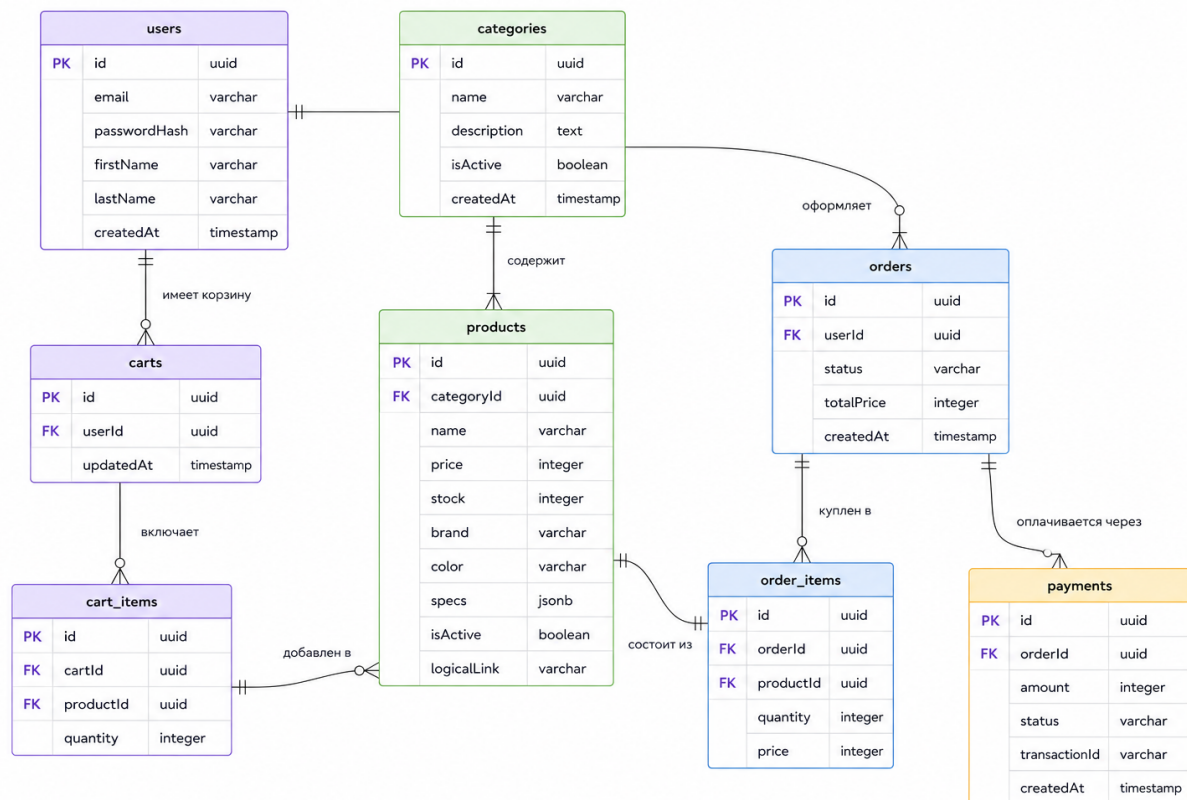 users
PK id uuid
email varchar
passwordHash varchar
firstName varchar
lastName varchar
createdAt timestamp
categories
PK id uuid
name varchar
description text
isActive boolean
createdAt timestamp
оформляет
содержит
имеет корзину
orders
PK id uuid
FK userId uuid
status varchar
totalPrice integer
createdAt timestamp
carts
PK id uuid
FK userId uuid
updatedAt timestamp
products
PK id uuid
FK categoryId uuid
name varchar
price integer
stock integer
brand varchar
color varchar
specs jsonb
isActive boolean
logicalLink varchar
включает
куплен в
оплачивается через
cart_items
PK id uuid
FK cartId uuid
FK productId uuid
quantity integer
добавлен в
состоит из
order_items
PK id uuid
FK orderId uuid
FK productId uuid
quantity integer
price integer
payments
PK id uuid
FK orderId uuid
amount integer
status varchar
transactionId varchar
createdAt timestamp